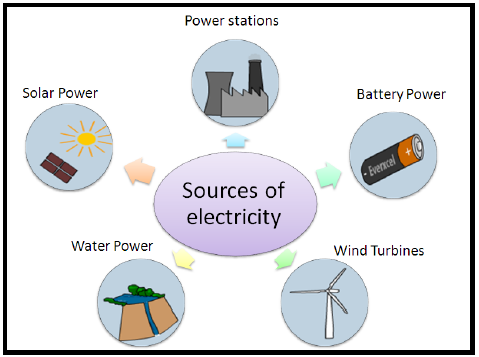 Power stations
Solar Power
Battery Power
- Evercel +
Sources of
electricity
Water Power
Wind Turbines